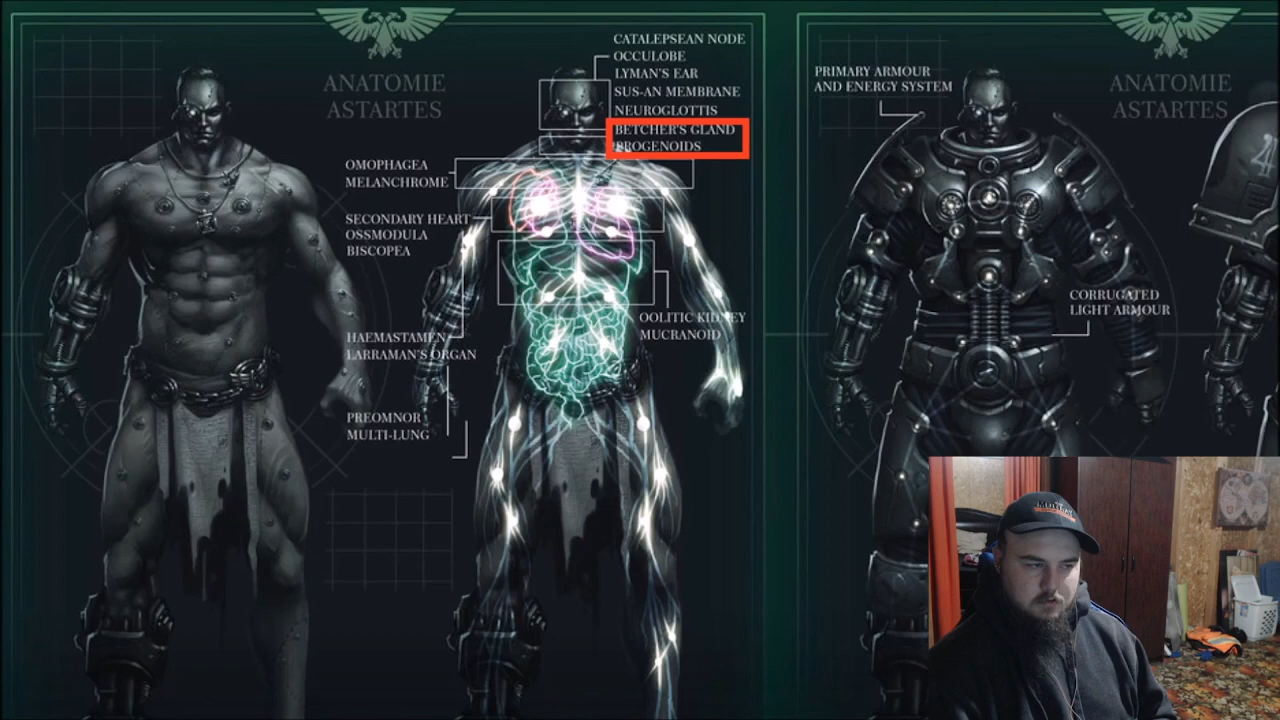 ANATOMIE
ASTARTES
CATALEPSEAN NODE
OCCULOBE
LYMAN'S EAR
SUS-AN MEMBRANE
NEUROGLOTTIS
BETCHER'S GLAND
PROGENOIDS
OMOPHAGEA
MELANCHROME
SECONDARY HEART
OSSMODULA
BISCOPEA
OOLITIC KIDNEY
MUCRANOID
HAEMASTAMEN
LARRAMAN'S ORGAN
PREOMNOR
MULTI-LUNG
PRIMARY ARMOUR
AND ENERGY SYSTEM
ANATOMIE
ASTARTES
CORRUGATED
LIGHT ARMOUR
4